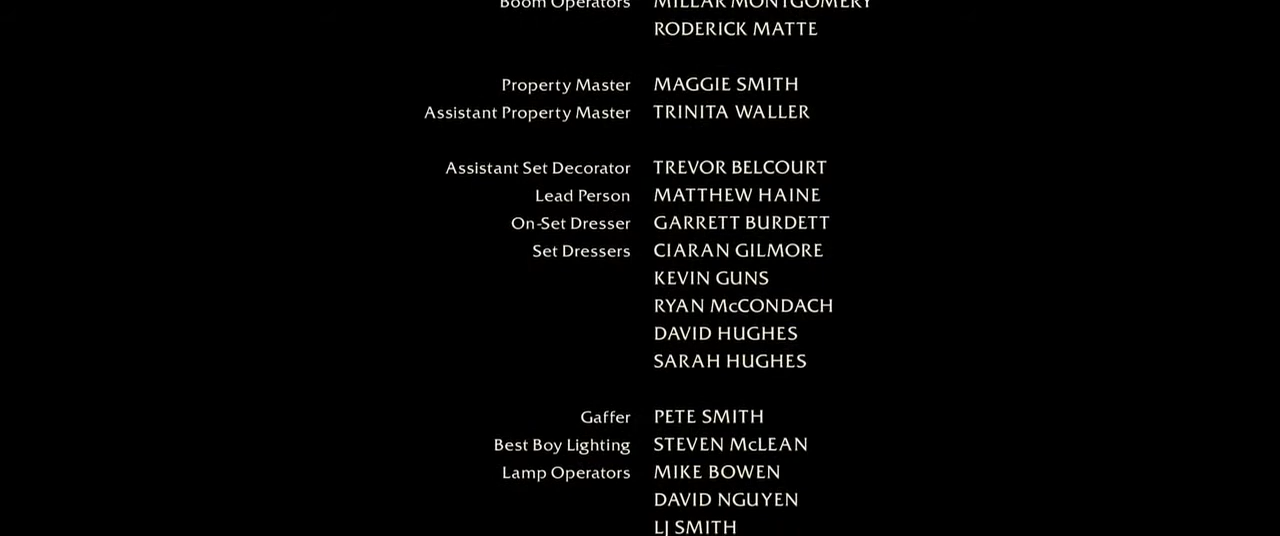 Boom Operators MILLAR MONTGOMERY
RODERICK MATTE
Property Master MAGGIE SMITH
Assistant Property Master TRINITA WALLER
Assistant Set Decorator TREVOR BELCOURT
Lead Person MATTHEW HAINE
On-Set Dresser GARRETT BURDETT
Set Dressers CIARAN GILMORE
KEVIN GUNS
RYAN McCONDACH
DAVID HUGHES
SARAH HUGHES
Gaffer PETE SMITH
Best Boy Lighting STEVEN McLEAN
Lamp Operators MIKE BOWEN
DAVID NGUYEN
LJ SMITH